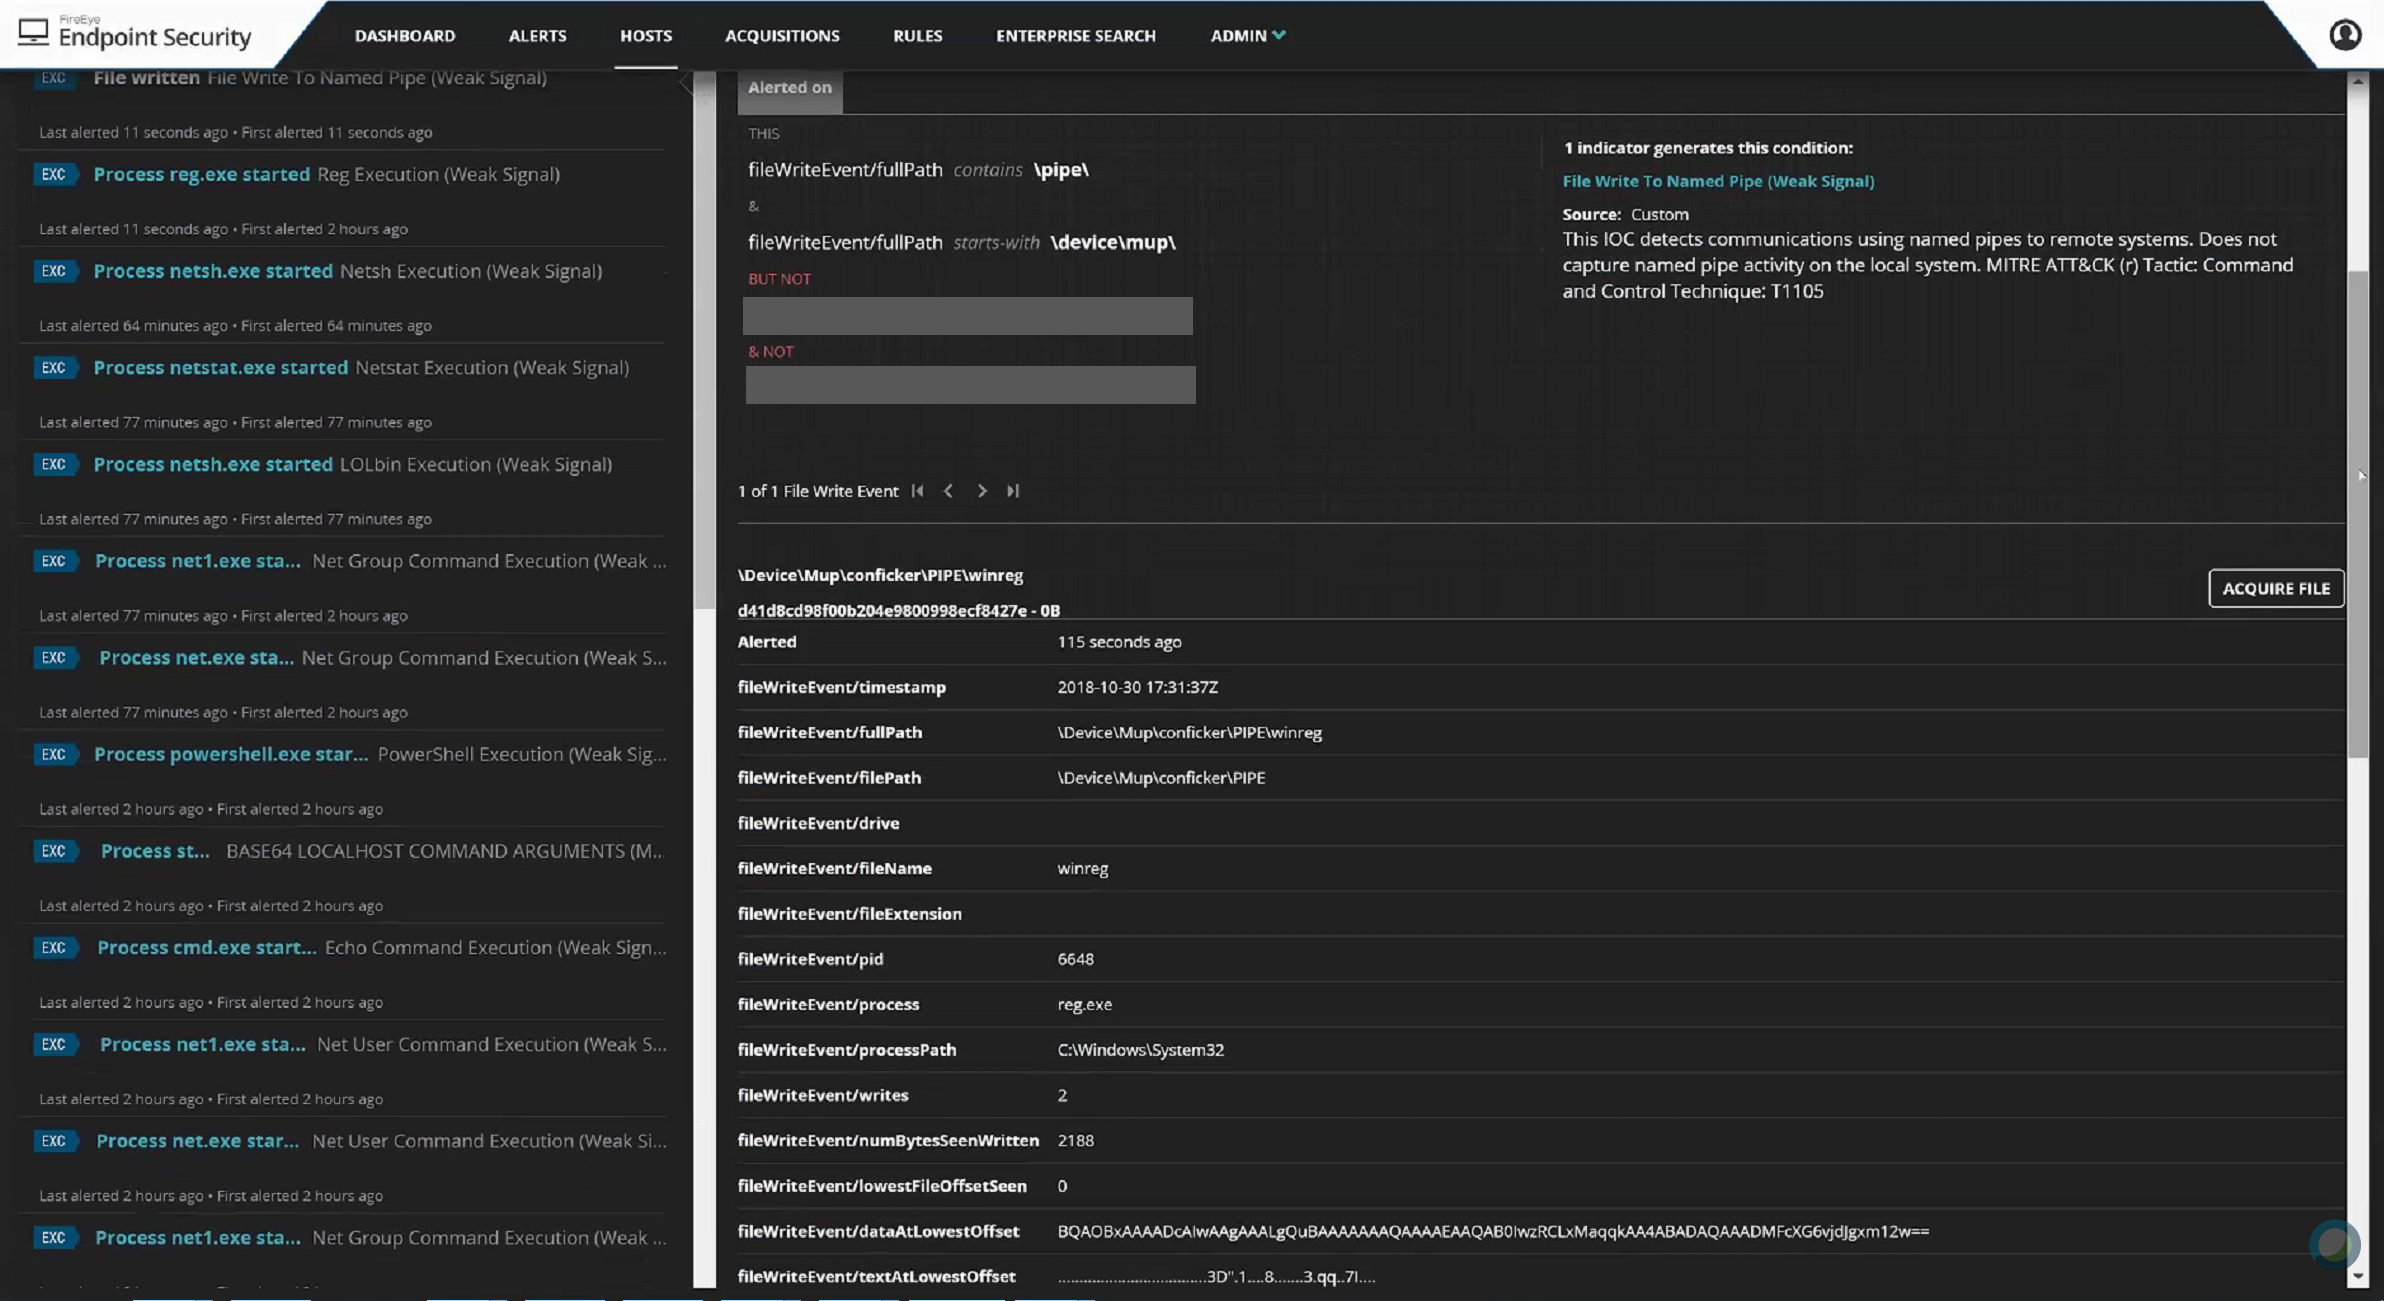 FireEye
Endpoint Security
DASHBOARD ALERTS HOSTS ACQUISITIONS RULES ENTERPRISE SEARCH ADMIN
EXC File written File Write To Named Pipe (Weak Signal)
Last alerted 11 seconds ago • First alerted 11 seconds ago
EXC Process reg.exe started Reg Execution (Weak Signal)
Last alerted 11 seconds ago • First alerted 2 hours ago
EXC Process netsh.exe started Netsh Execution (Weak Signal)
Last alerted 64 minutes ago • First alerted 64 minutes ago
EXC Process netstat.exe started Netstat Execution (Weak Signal)
Last alerted 77 minutes ago • First alerted 77 minutes ago
EXC Process netsh.exe started LOLbin Execution (Weak Signal)
Last alerted 77 minutes ago • First alerted 77 minutes ago
EXC Process net1.exe sta... Net Group Command Execution (Weak ...
Last alerted 77 minutes ago • First alerted 2 hours ago
EXC Process net.exe sta... Net Group Command Execution (Weak S...
Last alerted 77 minutes ago • First alerted 2 hours ago
EXC Process powershell.exe star... PowerShell Execution (Weak Sig...
Last alerted 2 hours ago • First alerted 2 hours ago
EXC Process st... BASE64 LOCALHOST COMMAND ARGUMENTS (M...
Last alerted 2 hours ago • First alerted 2 hours ago
EXC Process cmd.exe start... Echo Command Execution (Weak Sign...
Last alerted 2 hours ago • First alerted 2 hours ago
EXC Process net1.exe sta... Net User Command Execution (Weak S...
Last alerted 2 hours ago • First alerted 2 hours ago
EXC Process net.exe star... Net User Command Execution (Weak Si...
Last alerted 2 hours ago • First alerted 2 hours ago
EXC Process net1.exe sta... Net Group Command Execution (Weak ...
Alerted on
THIS
fileWriteEvent/fullPath contains \pipe\
&
fileWriteEvent/fullPath starts-with \device\mup\
BUT NOT
& NOT
1 indicator generates this condition:
File Write To Named Pipe (Weak Signal)
Source: Custom
This IOC detects communications using named pipes to remote systems. Does not
capture named pipe activity on the local system. MITRE ATT&CK (r) Tactic: Command
and Control Technique: T1105
1 of 1 File Write Event
\Device\Mup\conficker\PIPE\winreg
d41d8cd98f00b204e9800998ecf8427e - 0B
ACQUIRE FILE
Alerted 115 seconds ago
fileWriteEvent/timestamp 2018-10-30 17:31:37Z
fileWriteEvent/fullPath \Device\Mup\conficker\PIPE\winreg
fileWriteEvent/filePath \Device\Mup\conficker\PIPE
fileWriteEvent/drive
fileWriteEvent/fileName winreg
fileWriteEvent/fileExtension
fileWriteEvent/pid 6648
fileWriteEvent/process reg.exe
fileWriteEvent/processPath C:\Windows\System32
fileWriteEvent/writes 2
fileWriteEvent/numBytesSeenWritten 2188
fileWriteEvent/lowestFileOffsetSeen 0
fileWriteEvent/dataAtLowestOffset
fileWriteEvent/textAtLowestOffset